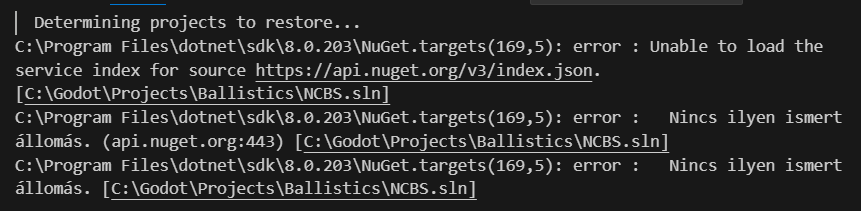 Determining projects to restore...
C:\Program Files\dotnet\sdk\8.0.203\NuGet.targets(169,5): error : Unable to load the
service index for source https://api.nuget.org/v3/index.json.
[C:\Godot\Projects\Ballistics\NCBS.sln]
C:\Program Files\dotnet\sdk\8.0.203\NuGet.targets(169,5): error :   Nincs ilyen ismert
állomás. (api.nuget.org:443) [C:\Godot\Projects\Ballistics\NCBS.sln]
C:\Program Files\dotnet\sdk\8.0.203\NuGet.targets(169,5): error :   Nincs ilyen ismert
állomás. [C:\Godot\Projects\Ballistics\NCBS.sln]